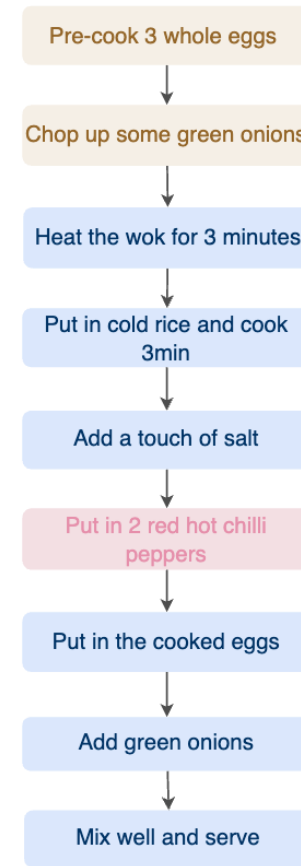 Pre-cook 3 whole eggs
Chop up some green onions
Heat the wok for 3 minutes
Put in cold rice and cook
3min
Add a touch of salt
Put in 2 red hot chilli
peppers
Put in the cooked eggs
Add green onions
Mix well and serve